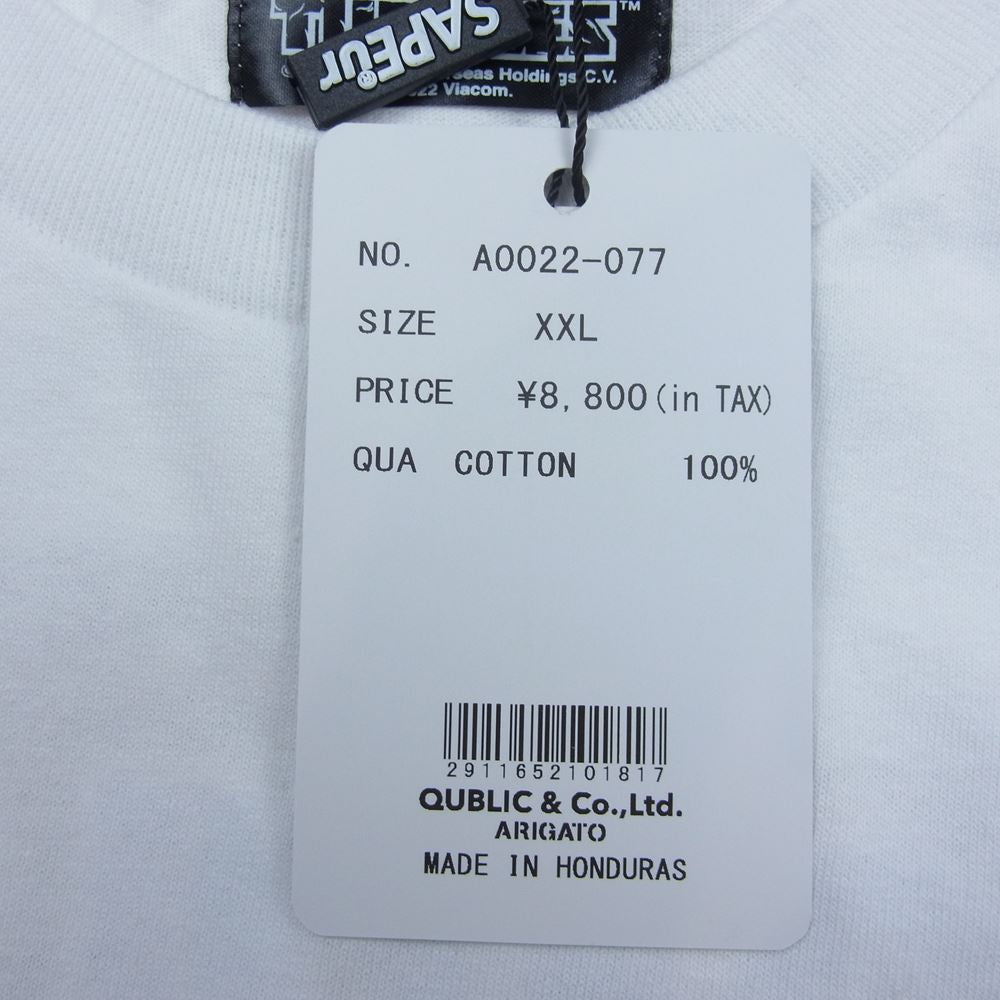 ™
SAPEur®
seas Holdings C.V.
22 Viacom.
NO. A0022-077
SIZE XXL
PRICE ¥8,800(in TAX)
QUA COTTON 100%
2911652101817
QUBLIC & Co.,Ltd.
ARIGATO
MADE IN HONDURAS